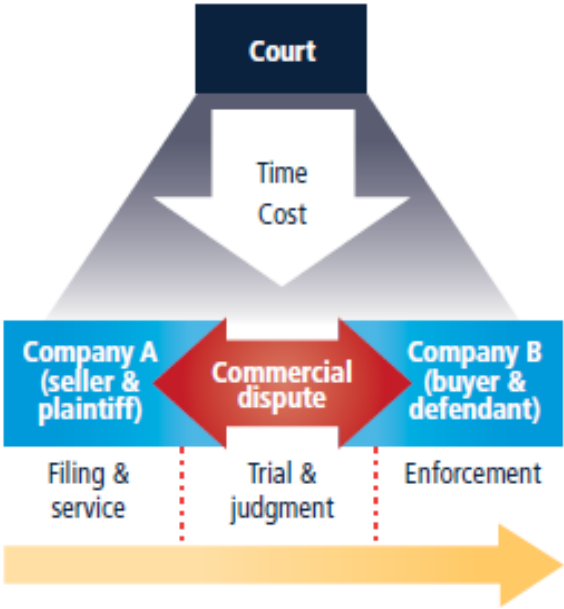 Court
Time
Cost
Company A
(seller &
plaintiff)
Commercial
dispute
Company B
(buyer &
defendant)
Filing &
service
Trial &
judgment
Enforcement